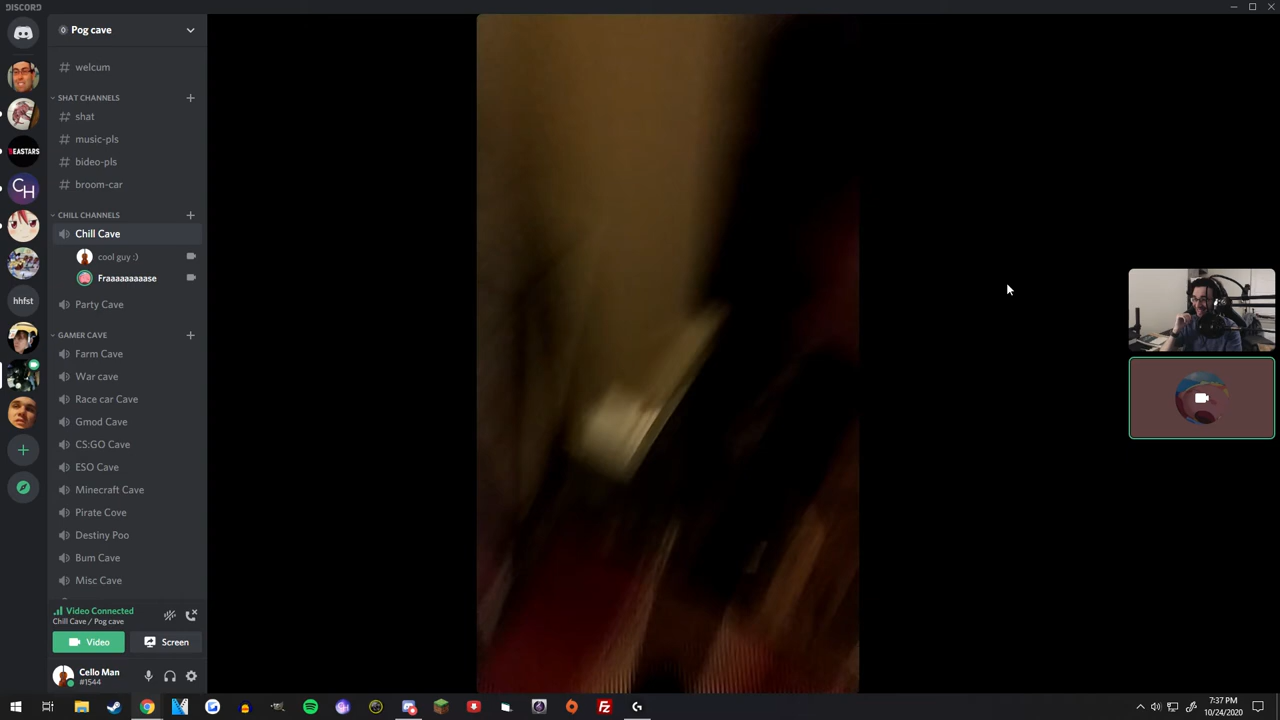 DISCORD
Pog cave
welcum
SHAT CHANNELS
shat
music-pls
bideo-pls
broom-car
EASTARS
CH
CHILL CHANNELS
Chill Cave
cool guy :)
Fraaaaaaaaase
hhfst
Party Cave
GAMER CAVE
Farm Cave
War cave
Race car Cave
Gmod Cave
CS:GO Cave
ESO Cave
Minecraft Cave
Pirate Cove
Destiny Poo
Bum Cave
Misc Cave
Video Connected
Chill Cave / Pog cave
Video
Screen
Cello Man
#1544
7:37 PM
10/24/2020